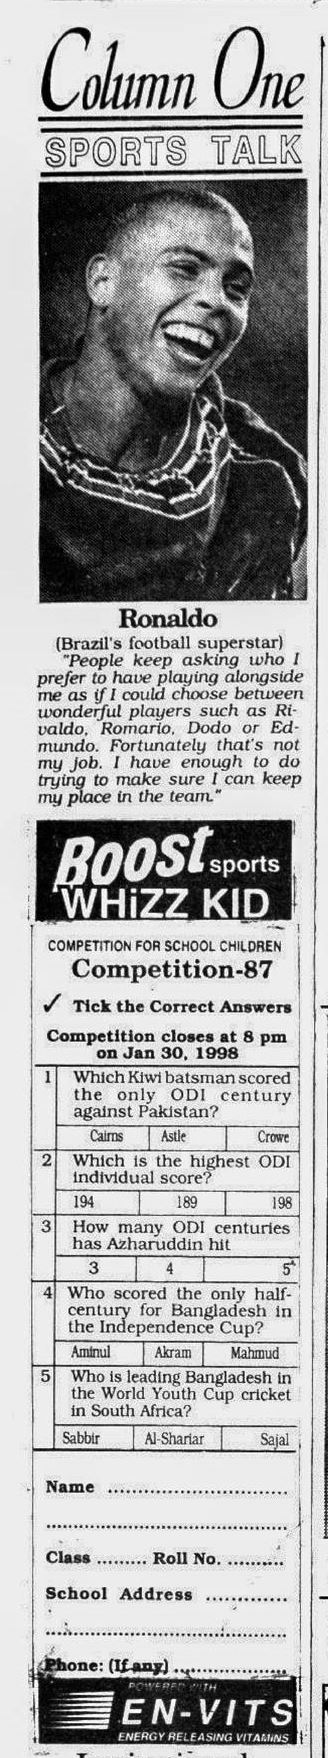 Column One
SPORTS TALK
Ronaldo
(Brazil's football superstar)
"People keep asking who I
prefer to have playing alongside
me as if I could choose between
wonderful players such as Ri-
valdo, Romario, Dodo or Ed-
mundo. Fortunately that's not
my job. I have enough to do
trying to make sure I can keep
my place in the team."
Boost sports
WHiZZ KID
COMPETITION FOR SCHOOL CHILDREN
Competition-87
✓ Tick the Correct Answers
Competition closes at 8 pm
on Jan 30, 1998
1 Which Kiwi batsman scored
the only ODI century
against Pakistan?
Cairns Astle Crowe
2 Which is the highest ODI
individual score?
194 189 198
3 How many ODI centuries
has Azharuddin hit
3 4 5
4 Who scored the only half-
century for Bangladesh in
the Independence Cup?
Aminul Akram Mahmud
5 Who is leading Bangladesh in
the World Youth Cup cricket
in South Africa?
Sabbir Al-Shariar Sajal
Name ..............................
........................................
Class ......... Roll No. ..........
School Address .............
........................................
Phone: (If any) ...................
POWERED WITH
EN-VITS
ENERGY RELEASING VITAMINS